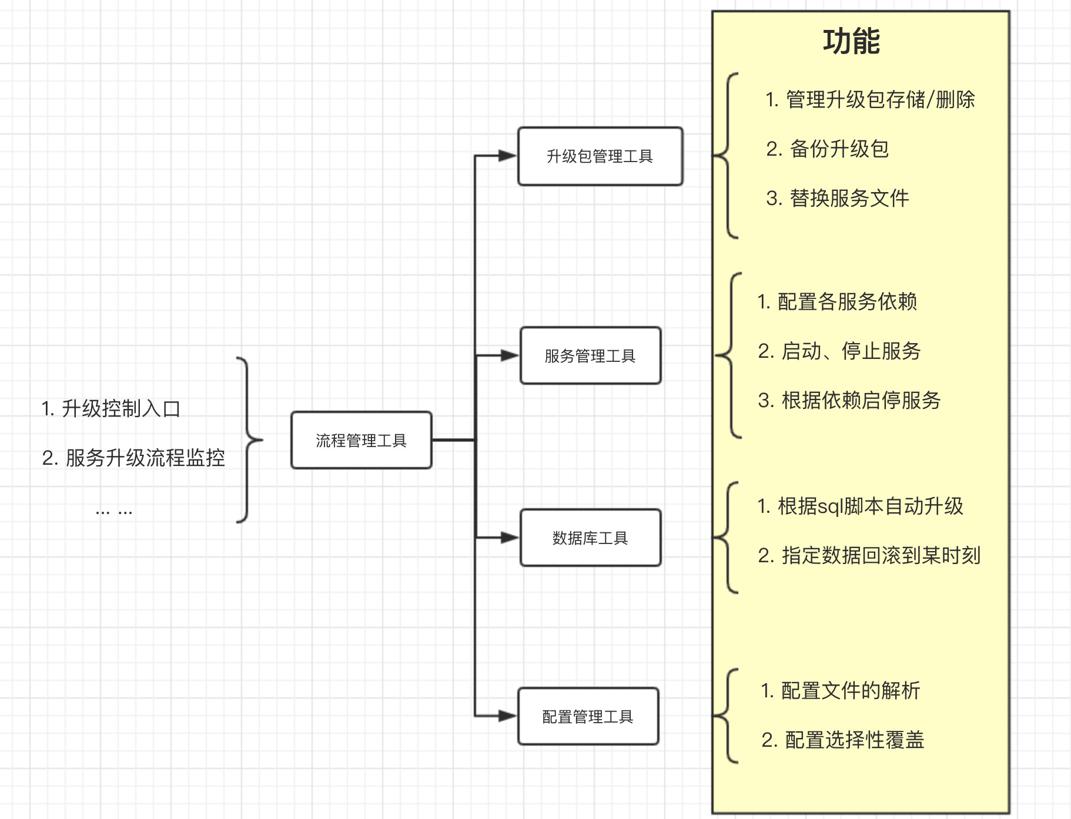 功能
1. 管理升级包存储/删除
2. 备份升级包
3. 替换服务文件
升级包管理工具
1. 配置各服务依赖
2. 启动、停止服务
3. 根据依赖启停服务
服务管理工具
1. 升级控制入口
2. 服务升级流程监控
... ...
流程管理工具
1. 根据sql脚本自动升级
2. 指定数据回滚到某时刻
数据库工具
1. 配置文件的解析
2. 配置选择性覆盖
配置管理工具